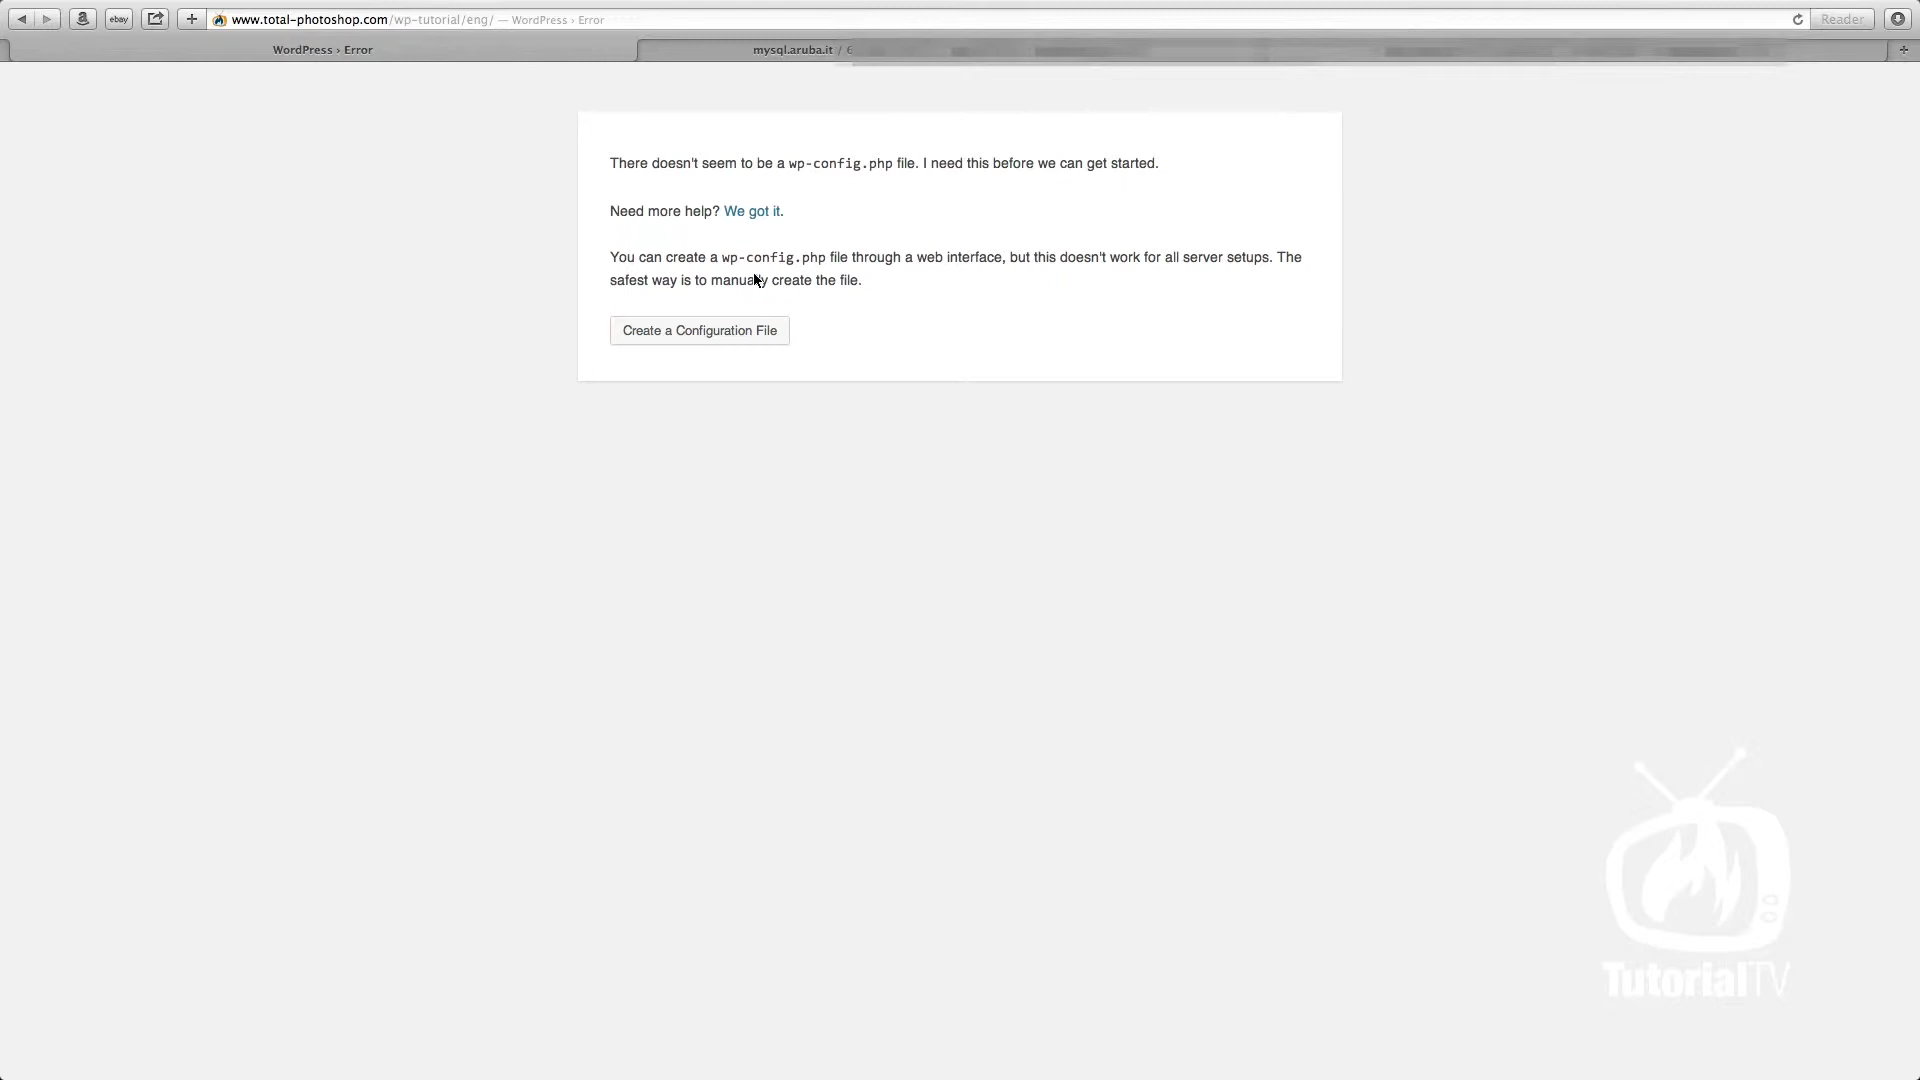 ebay
www.total-photoshop.com/wp-tutorial/eng/ — WordPress › Error
Reader
WordPress › Error
mysql.aruba.it /
There doesn't seem to be a wp-config.php file. I need this before we can get started.
Need more help? We got it.
You can create a wp-config.php file through a web interface, but this doesn't work for all server setups. The
safest way is to manually create the file.
Create a Configuration File
TutorialTV